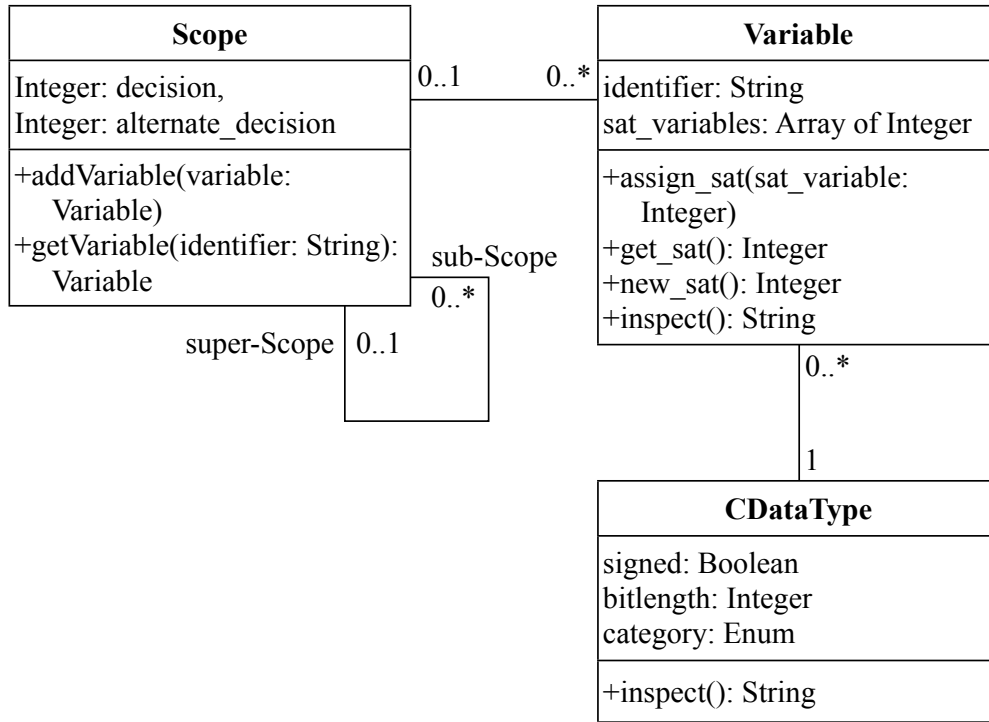 Scope
Integer: decision,
Integer: alternate_decision
+addVariable(variable:
Variable)
+getVariable(identifier: String):
Variable
0..1
0..*
sub-Scope
0..*
super-Scope
0..1
Variable
identifier: String
sat_variables: Array of Integer
+assign_sat(sat_variable:
Integer)
+get_sat(): Integer
+new_sat(): Integer
+inspect(): String
0..*
1
CDataType
signed: Boolean
bitlength: Integer
category: Enum
+inspect(): String